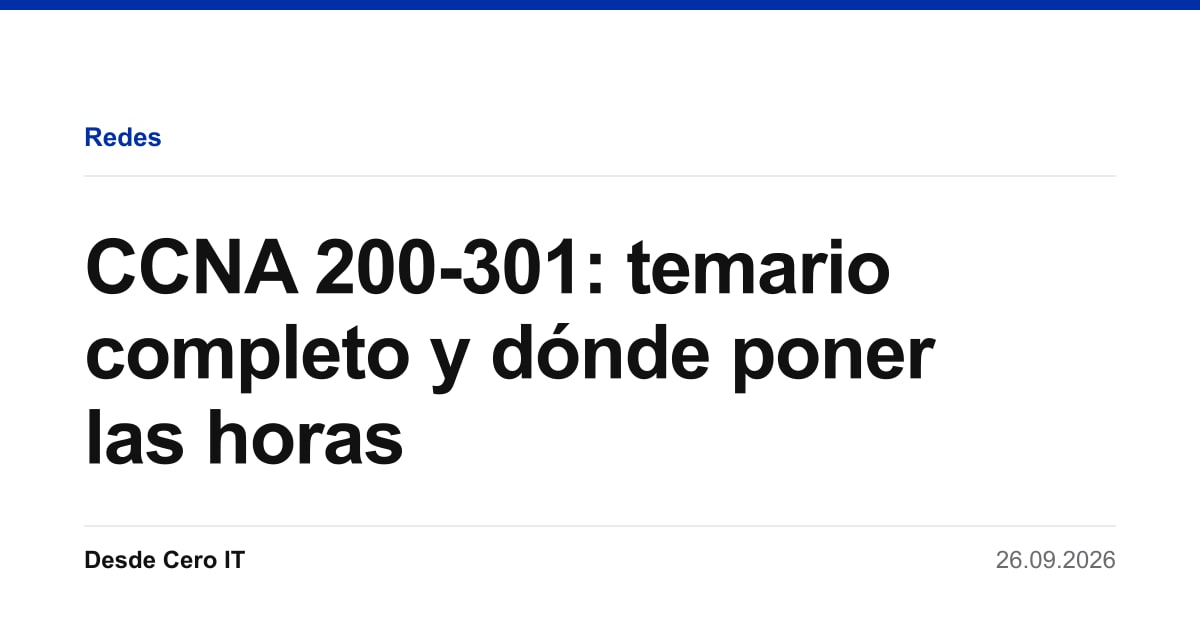 Redes
CCNA 200-301: temario
completo y dónde poner
las horas
Desde Cero IT
26.09.2026